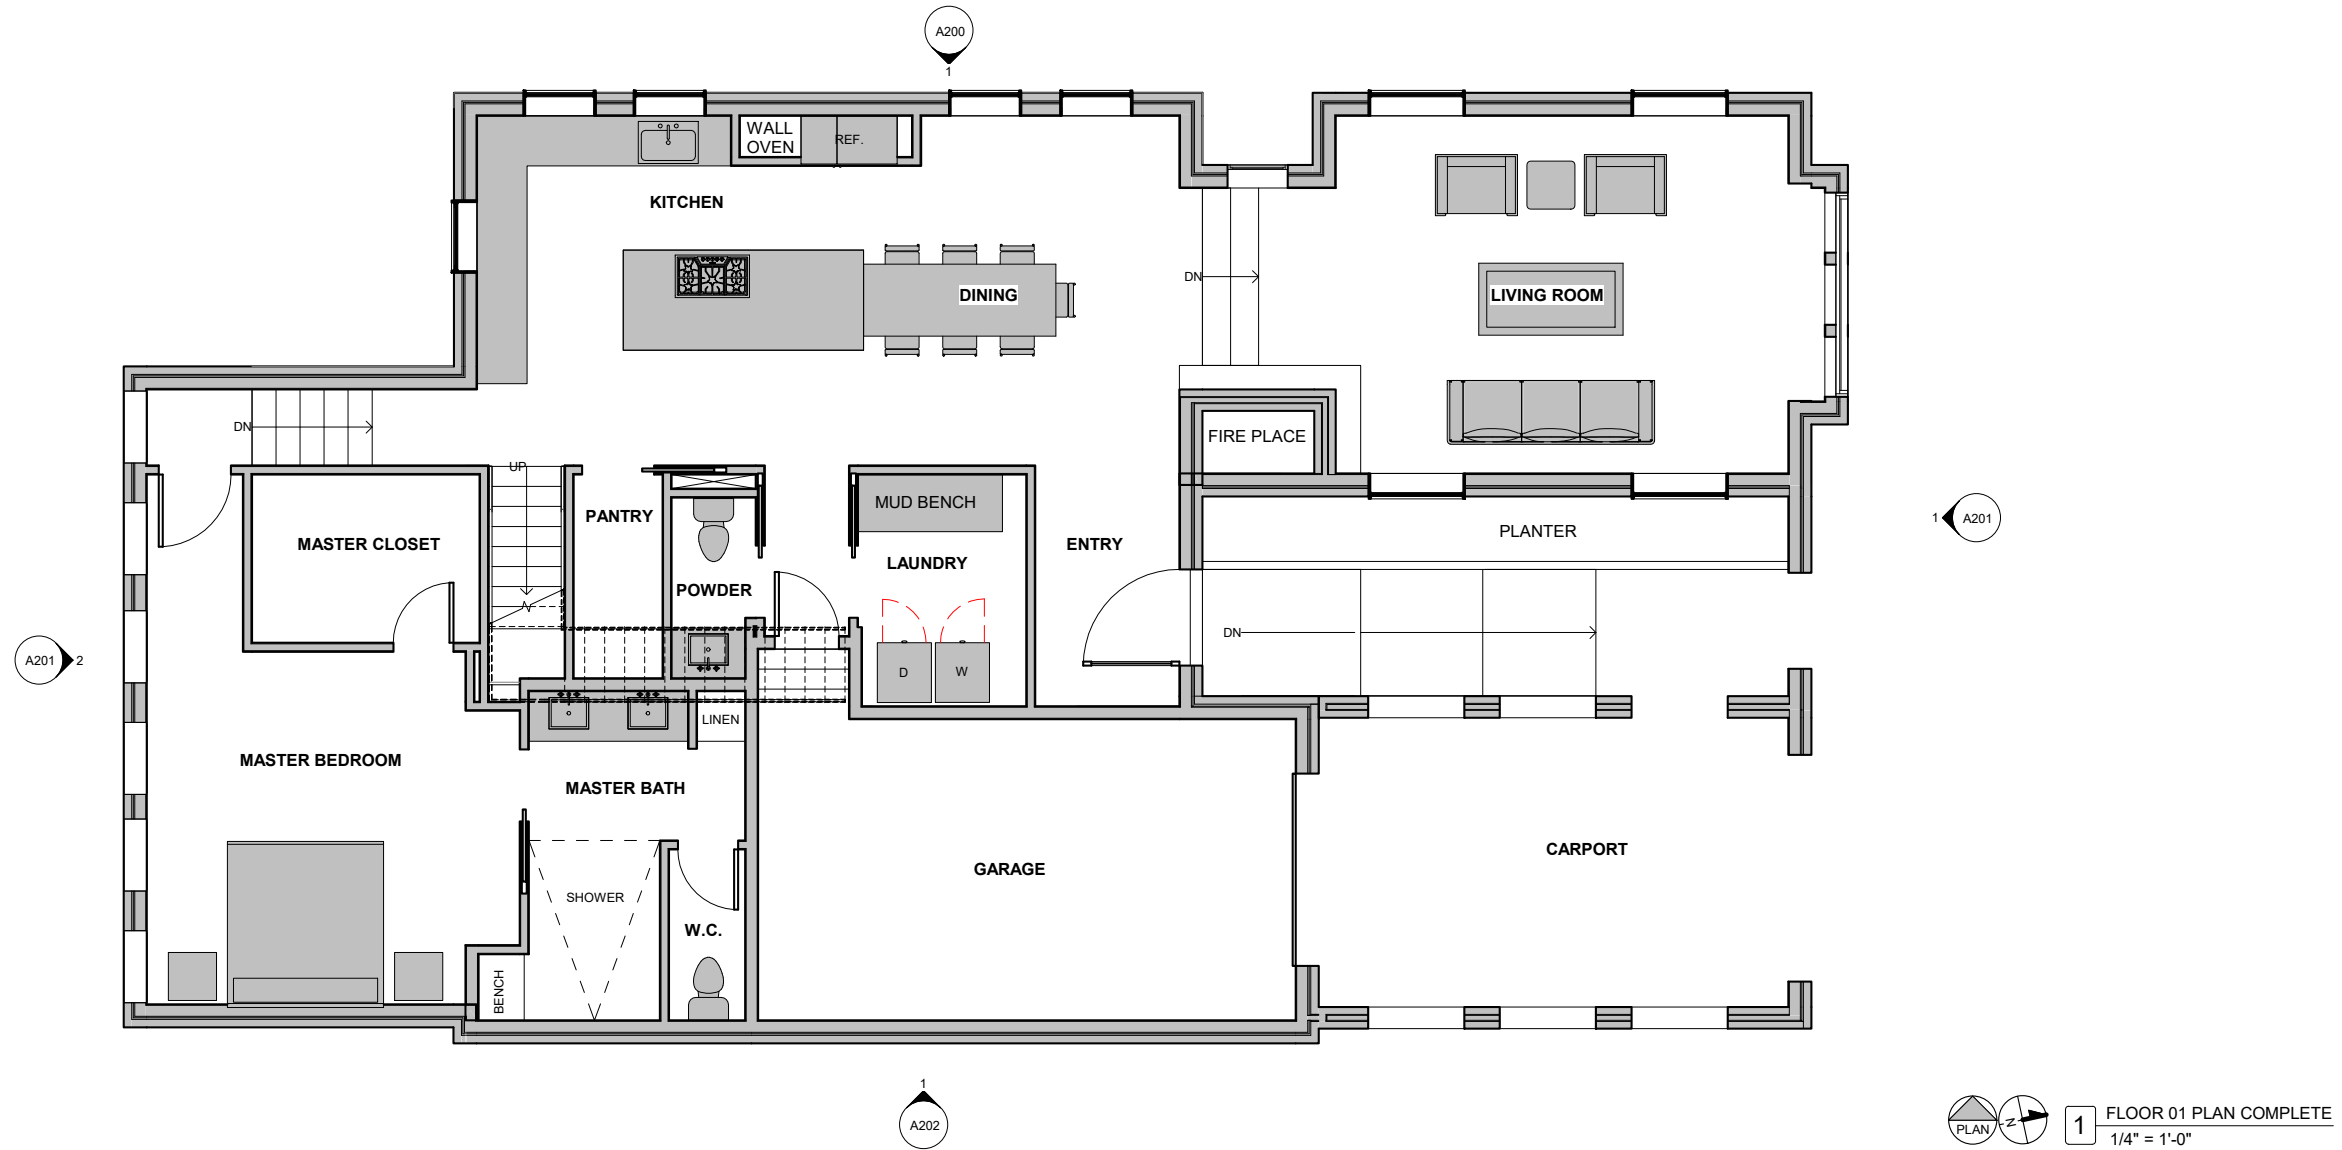 A200
1
WALL
OVEN
REF.
KITCHEN
DN
DINING
LIVING ROOM
DN
FIRE PLACE
UP
MUD BENCH
PANTRY
A201
1
PLANTER
MASTER CLOSET
ENTRY
LAUNDRY
POWDER
DN
A201
2
D
W
LINEN
MASTER BEDROOM
MASTER BATH
CARPORT
GARAGE
SHOWER
W.C.
BENCH
1
A202
PLAN
N
1
FLOOR 01 PLAN COMPLETE
1/4" = 1'-0"